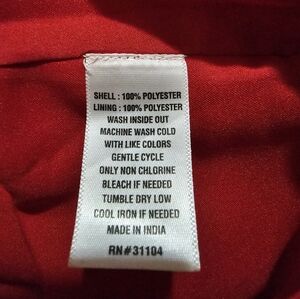 SHELL : 100% POLYESTER
LINING : 100% POLYESTER
WASH INSIDE OUT
MACHINE WASH COLD
WITH LIKE COLORS
GENTLE CYCLE
ONLY NON CHLGRINE
BLEACH IF NEEDED
TUMBLE DRY LOW
COOL IRON IF NEEDED
MADE IN INDIA
RN#31104